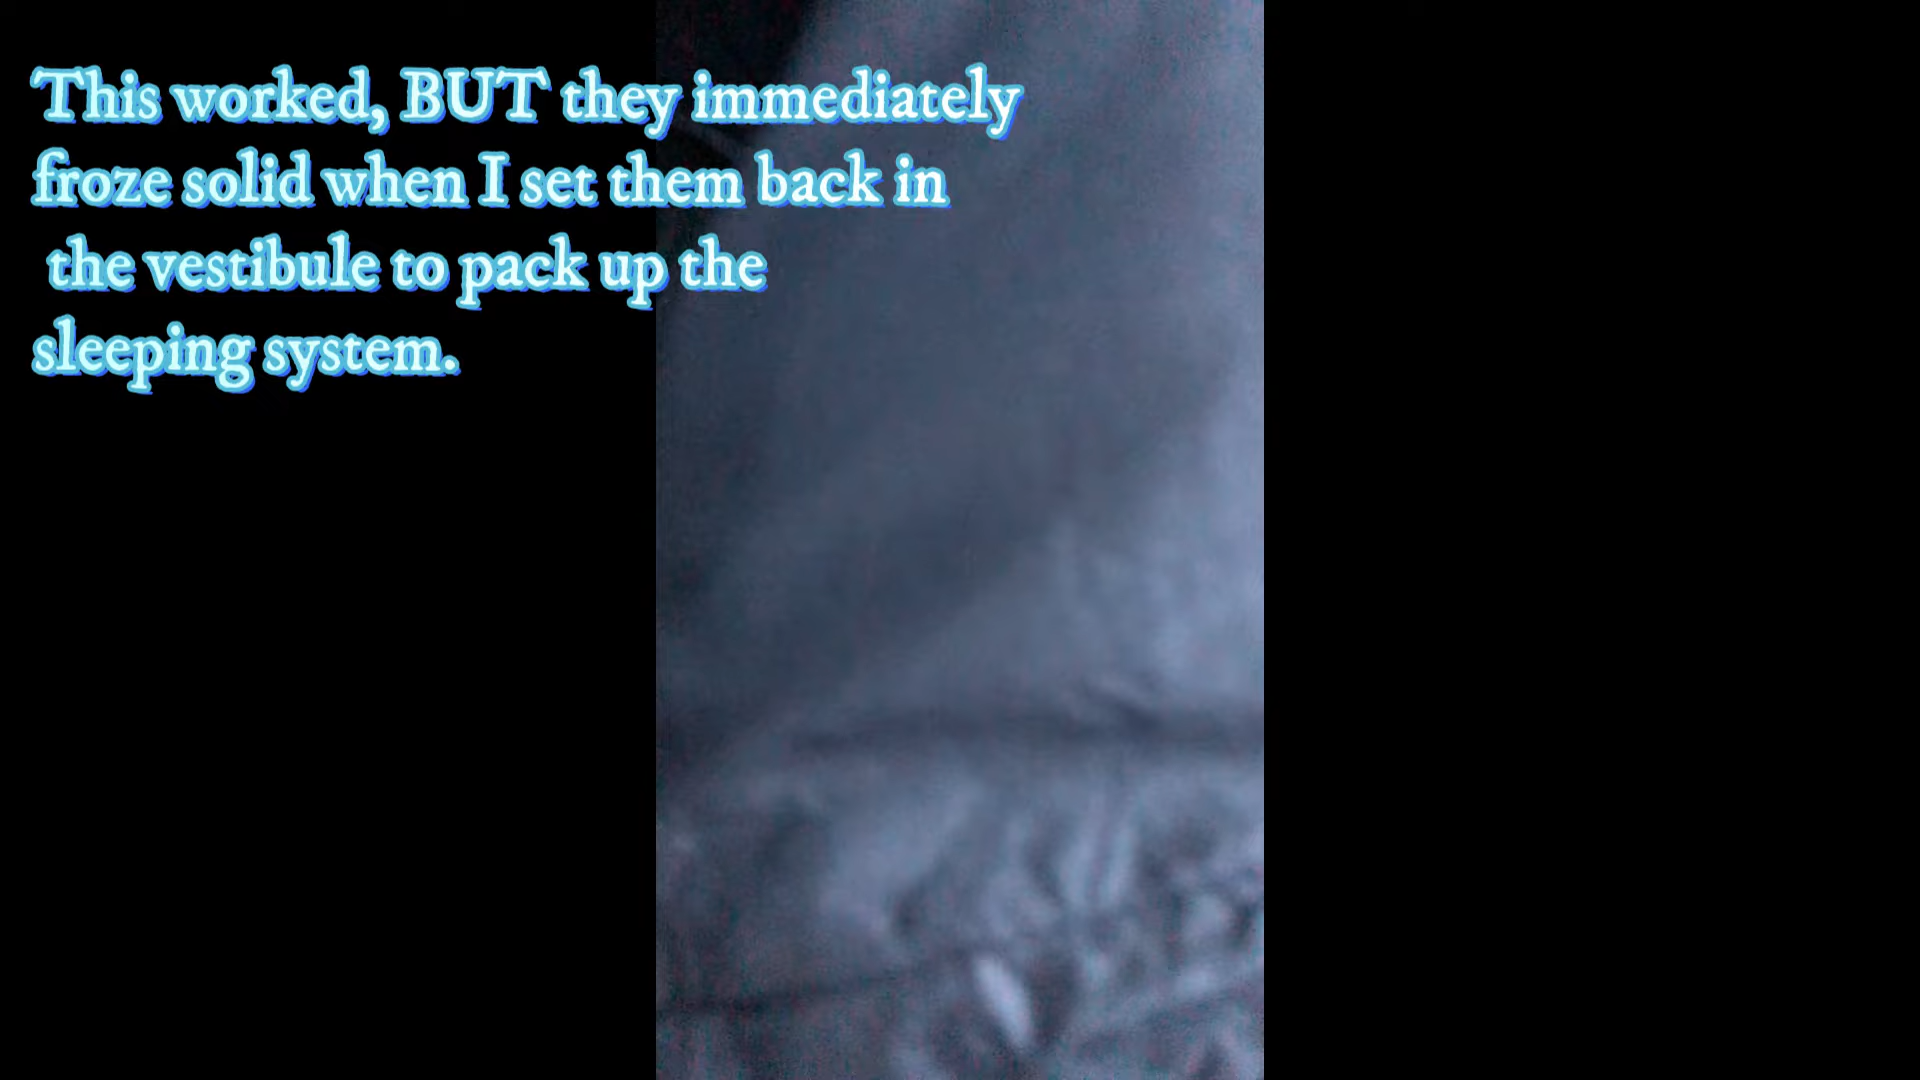 This worked, BUT they immediately
froze solid when I set them back in
the vestibule to pack up the
sleeping system.